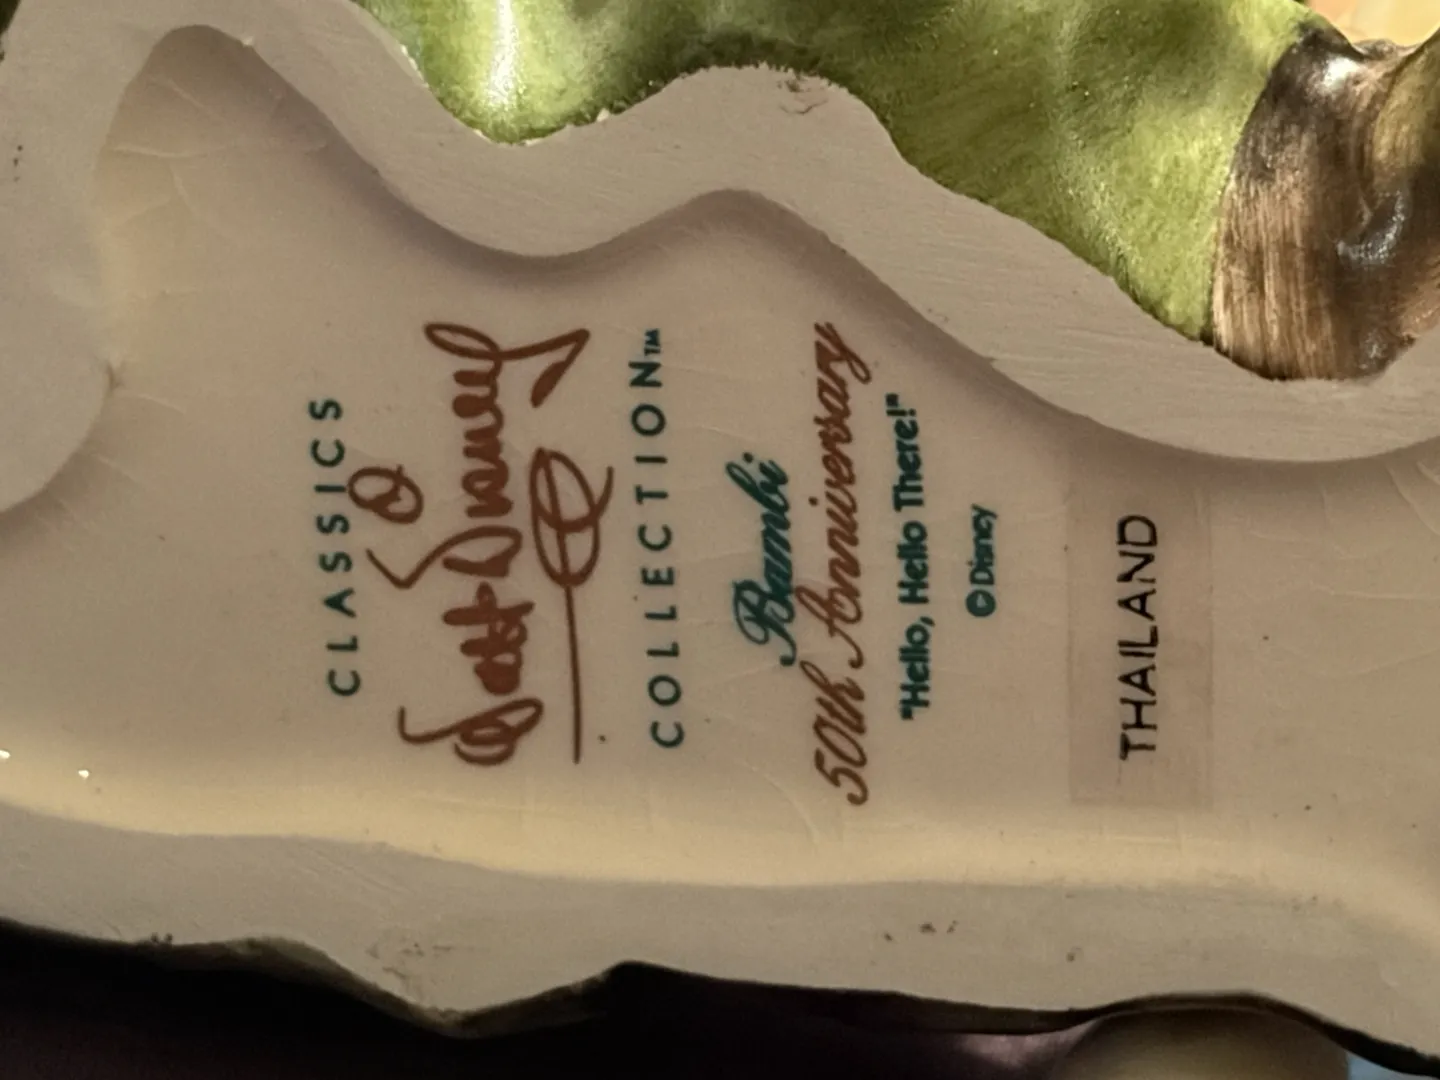 CLASSICS
Walt Disney
COLLECTION™
Bambi
50th Anniversary
"Hello, Hello There!"
© Disney
THAILAND